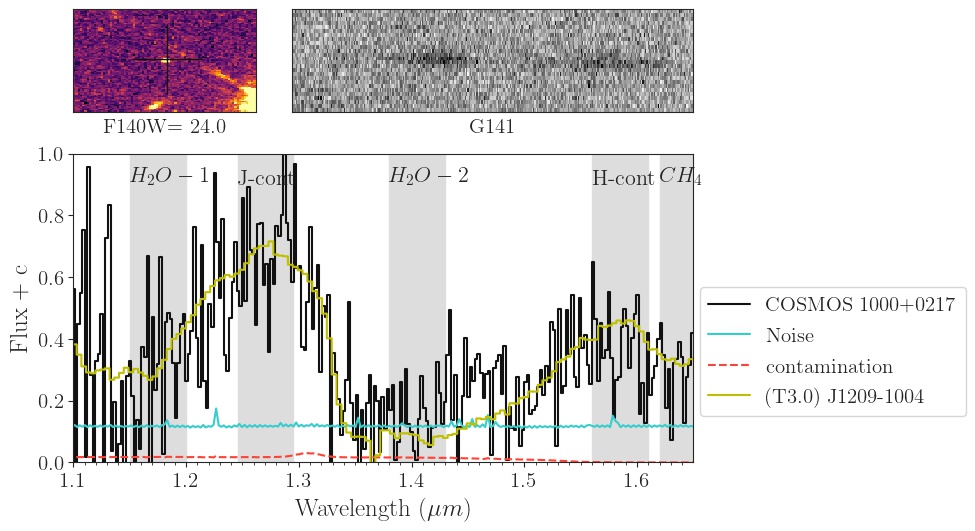 F140W= 24.0
G141
H₂O − 1
J-cont
H₂O − 2
H-cont
CH₄
1.0
0.8
0.6
0.4
0.2
0.0
Flux + c
1.1
1.2
1.3
1.4
1.5
1.6
Wavelength (μm)
COSMOS 1000+0217
Noise
contamination
(T3.0) J1209-1004